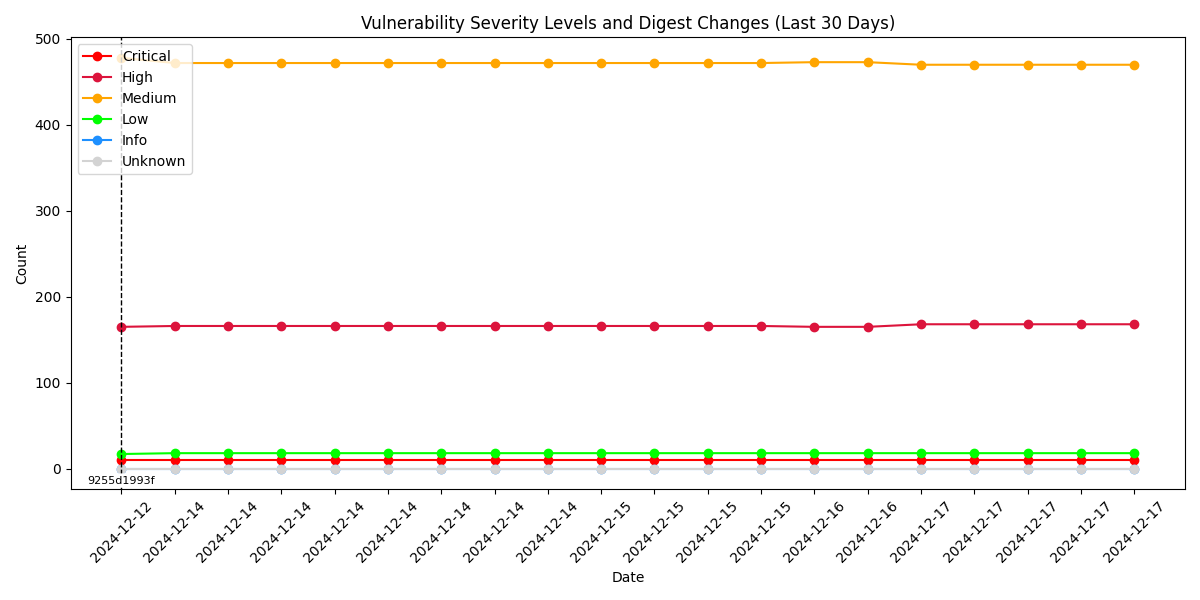 Vulnerability Severity Levels and Digest Changes (Last 30 Days)
500
400
300
200
100
0
Count
Critical
High
Medium
Low
Info
Unknown
9255d1993f
2024-12-12
2024-12-14
2024-12-14
2024-12-14
2024-12-14
2024-12-14
2024-12-14
2024-12-14
2024-12-14
2024-12-15
2024-12-15
2024-12-15
2024-12-15
2024-12-16
2024-12-16
2024-12-17
2024-12-17
2024-12-17
2024-12-17
2024-12-17
Date